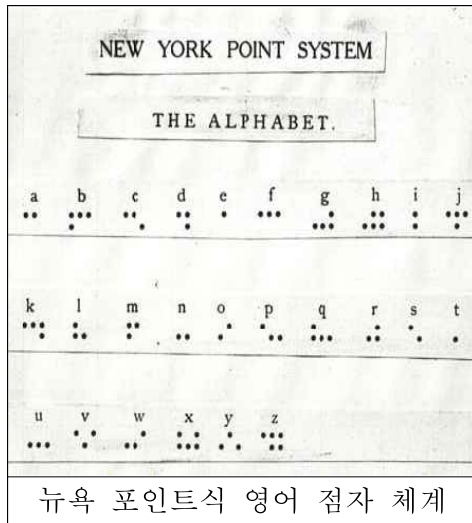 NEW YORK POINT SYSTEM
THE ALPHABET.
a b c d e f g h i j
k l m n o p q r s t
u v w x y z
뉴욕 포인트식 영어 점자 체계